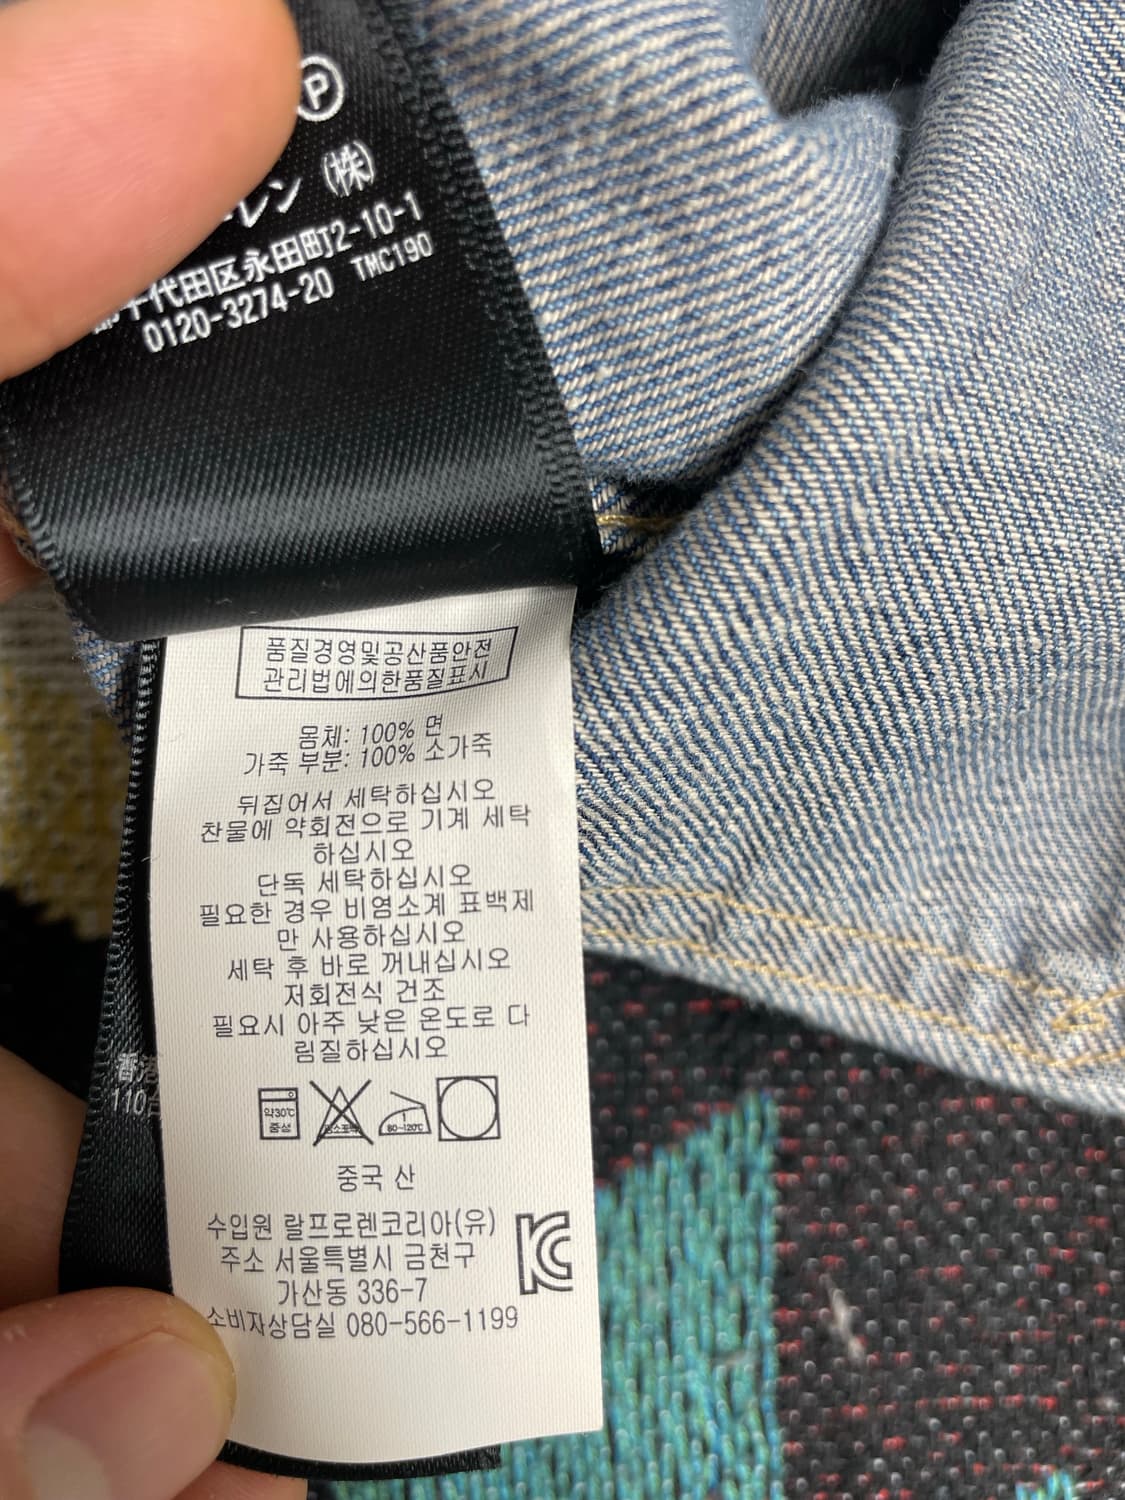 P
レン (株)
千代田区永田町2-10-1
0120-3274-20 TMC190
품질경영및공산품안전
관리법에의한품질표시
몸체: 100% 면
가죽 부분: 100% 소가죽
뒤집어서 세탁하십시오
찬물에 약회전으로 기계 세탁
하십시오
단독 세탁하십시오
필요한 경우 비염소계 표백제
만 사용하십시오
세탁 후 바로 꺼내십시오
저회전식 건조
필요시 아주 낮은 온도로 다
림질하십시오
약30℃
중성
80~120℃
중국 산
수입원 랄프로렌코리아(유)
주소 서울특별시 금천구
가산동 336-7
소비자상담실 080-566-1199
香港
110